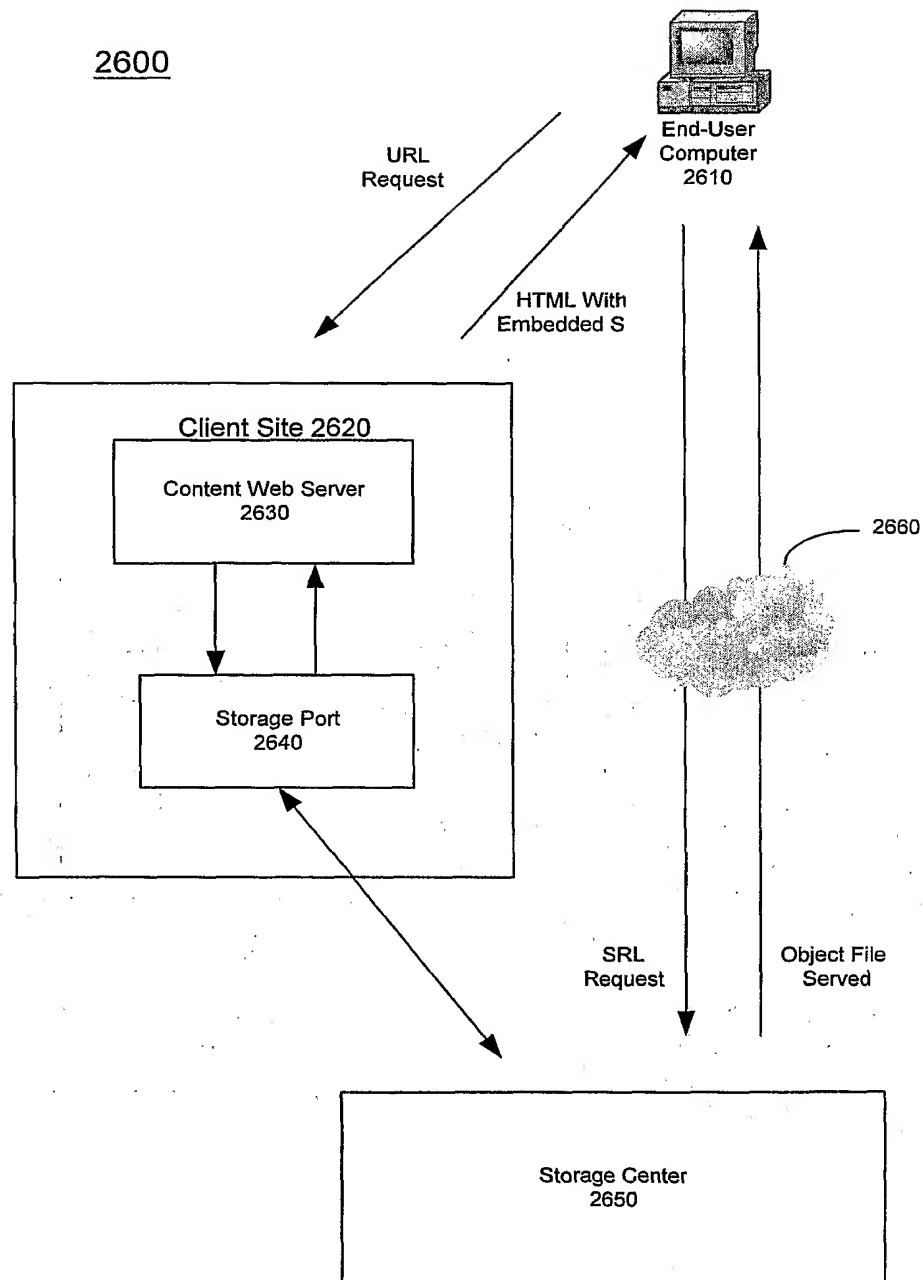 2600
End-User
Computer
2610
URL
Request
HTML With
Embedded S
Client Site 2620
Content Web Server
2630
2660
Storage Port
2640
SRL
Request
Object File
Served
Storage Center
2650